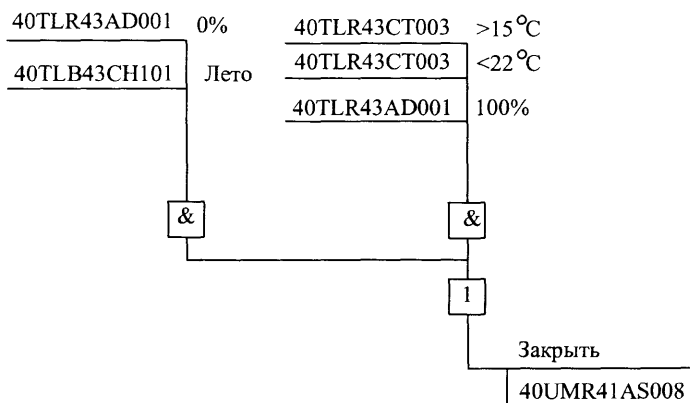 40TLR43AD001 0%
40TLB43CH101 Лето
40TLR43CT003 >15°C
40TLR43CT003 <22°C
40TLR43AD001 100%
&
&
1
Закрыть
40UMR41AS008